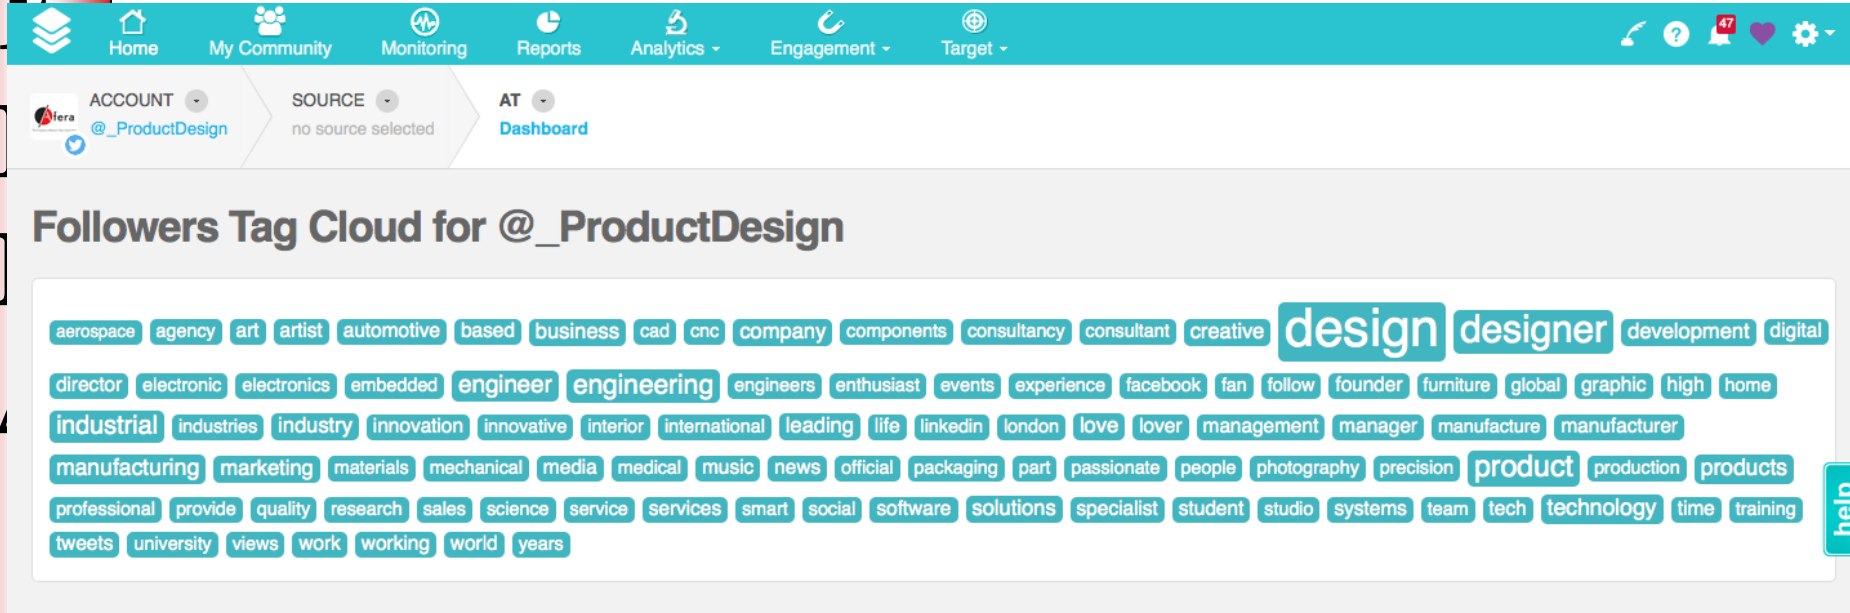 Home My Community Monitoring Reports Analytics Engagement Target 47
ACCOUNT SOURCE AT
Afera @_ProductDesign no source selected Dashboard
Followers Tag Cloud for @_ProductDesign
aerospace agency art artist automotive based business cad cnc company components consultancy consultant creative design designer development digital
director electronic electronics embedded engineer engineering engineers enthusiast events experience facebook fan follow founder furniture global graphic high home
industrial industries industry innovation innovative interior international leading life linkedin london love lover management manager manufacture manufacturer
manufacturing marketing materials mechanical media medical music news official packaging part passionate people photography precision product production products
professional provide quality research sales science service services smart social software solutions specialist student studio systems team tech technology time training
tweets university views work working world years
help